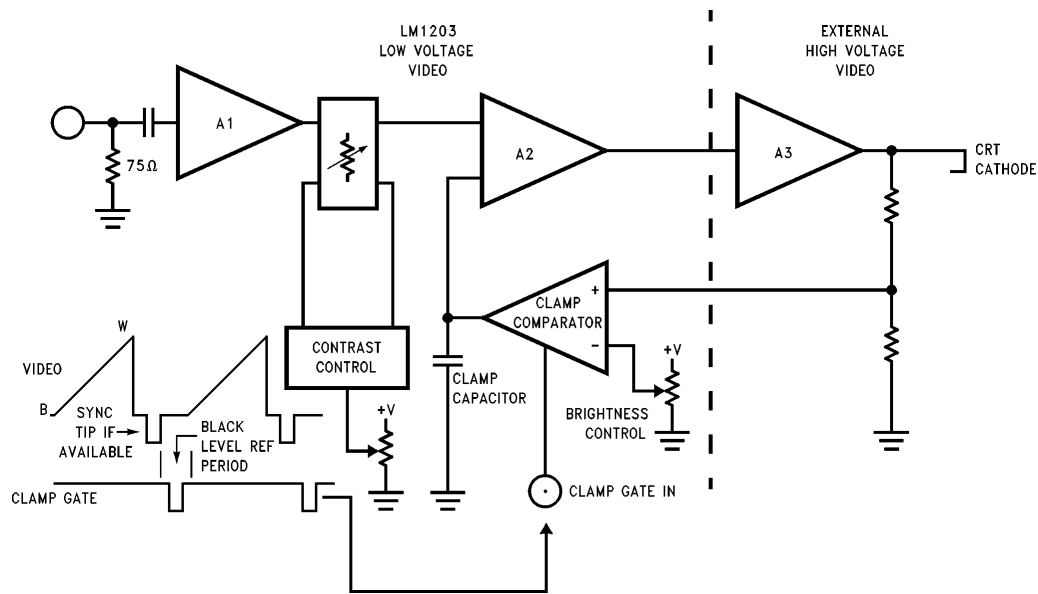 LM1203
LOW VOLTAGE
VIDEO
EXTERNAL
HIGH VOLTAGE
VIDEO
A1
A2
A3
75Ω
CRT
CATHODE
CLAMP
COMPARATOR
+
−
CONTRAST
CONTROL
+V
CLAMP
CAPACITOR
+V
BRIGHTNESS
CONTROL
W
VIDEO
B
SYNC
TIP IF
AVAILABLE
BLACK
LEVEL REF
PERIOD
CLAMP GATE
CLAMP GATE IN